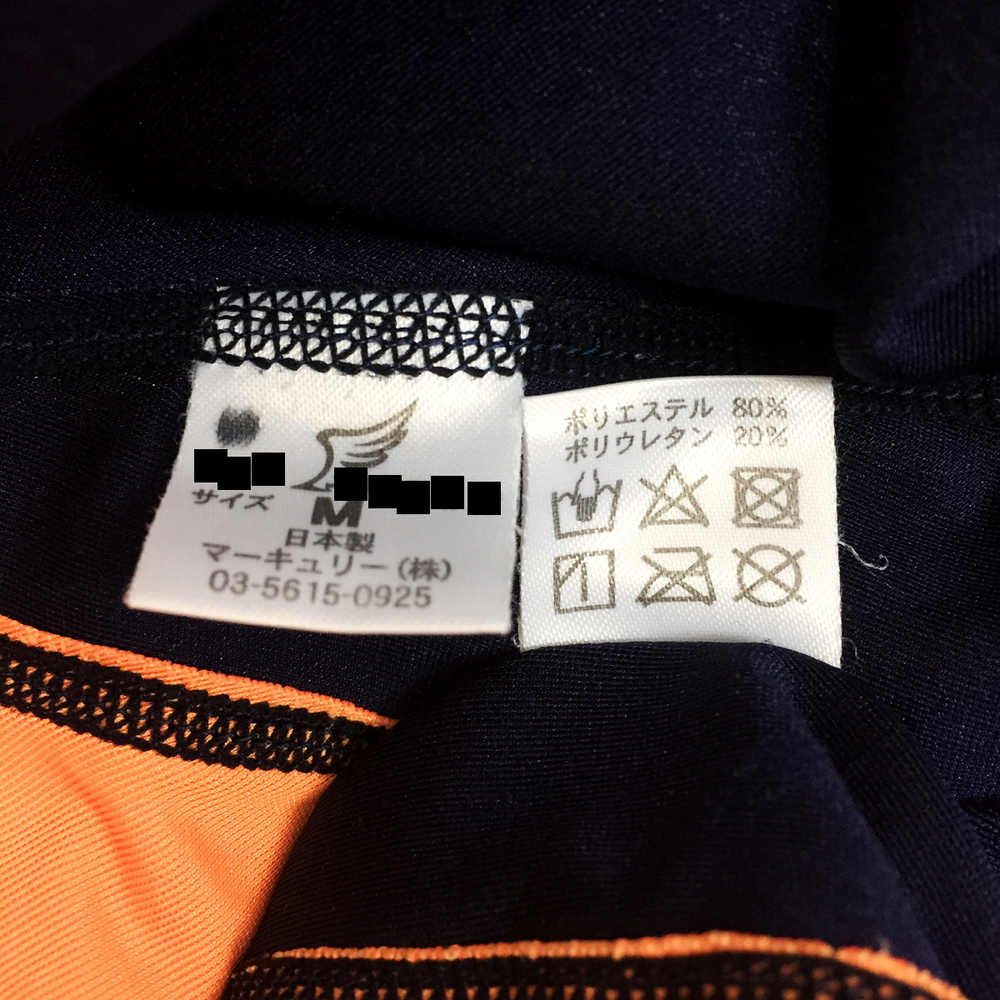 サイズ M
日本製
マーキュリー(株)
03-5615-0925
ポリエステル 80%
ポリウレタン 20%